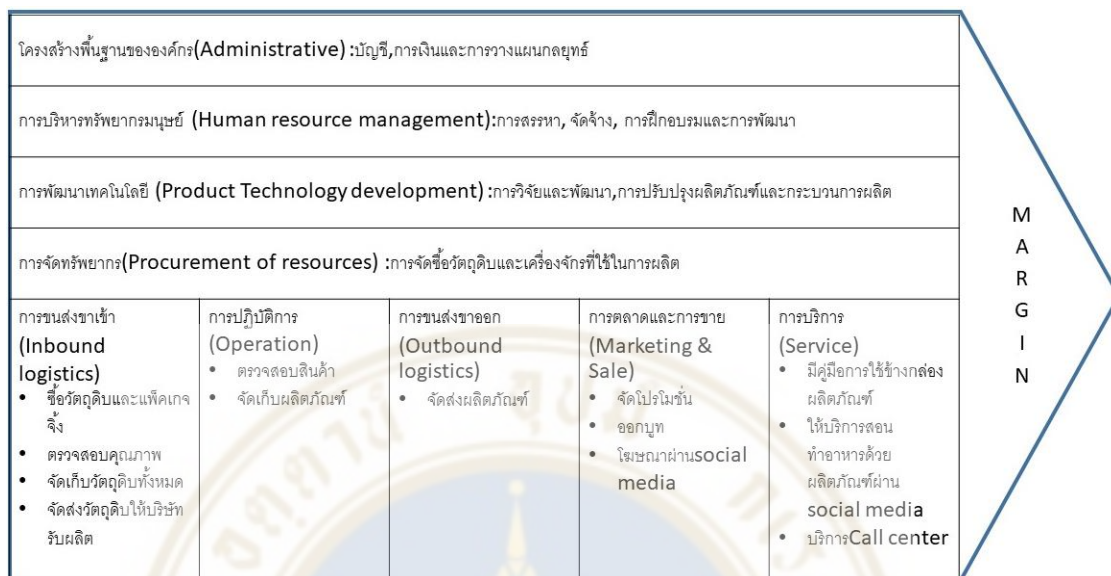 โครงสร้างพื้นฐานขององค์กร(Administrative) :บัญชี,การเงินและการวางแผนกลยุทธ์
การบริหารทรัพยากรมนุษย์ (Human resource management):การสรรหา, จัดจ้าง, การฝึกอบรมและการพัฒนา
การพัฒนาเทคโนโลยี (Product Technology development) :การวิจัยและพัฒนา,การปรับปรุงผลิตภัณฑ์และกระบวนการผลิต
การจัดทรัพยากร(Procurement of resources) :การจัดซื้อวัตถุดิบและเครื่องจักรที่ใช้ในการผลิต
การขนส่งขาเข้า
(Inbound
logistics)
• ซื้อวัตถุดิบและแพ็คเกจ
จิ้ง
• ตรวจสอบคุณภาพ
• จัดเก็บวัตถุดิบทั้งหมด
• จัดส่งวัตถุดิบให้บริษัท
รับผลิต
การปฏิบัติการ
(Operation)
• ตรวจสอบสินค้า
• จัดเก็บผลิตภัณฑ์
การขนส่งขาออก
(Outbound
logistics)
• จัดส่งผลิตภัณฑ์
การตลาดและการขาย
(Marketing &
Sale)
• จัดโปรโมชั่น
• ออกบูท
• โฆษณาผ่านsocial
media
การบริการ
(Service)
• มีคู่มือการใช้ข้างกล่อง
ผลิตภัณฑ์
• ให้บริการสอน
ทำอาหารด้วย
ผลิตภัณฑ์ผ่าน
social media
• บริการCall center
M
A
R
G
I
N